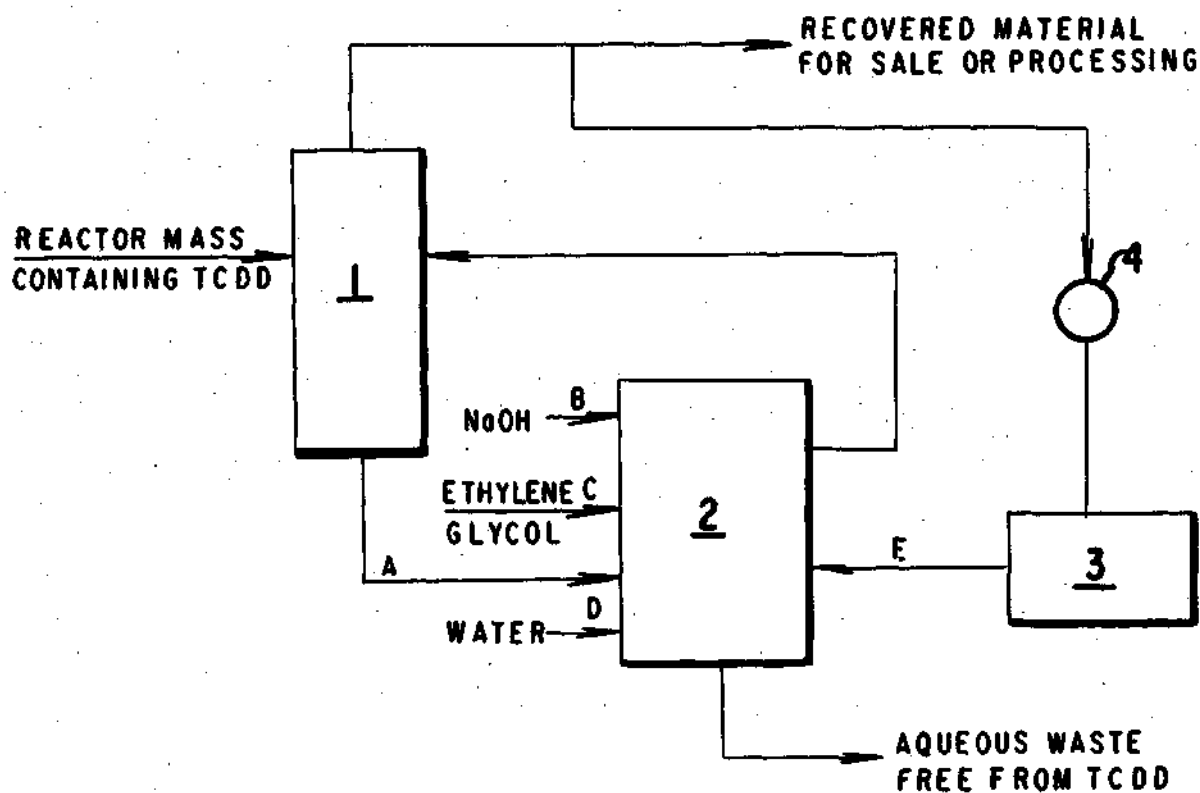 RECOVERED MATERIAL
FOR SALE OR PROCESSING
REACTOR MASS
CONTAINING TCDD
1
4
B
NaOH
ETHYLENE C
GLYCOL
2
A
E
3
D
WATER
AQUEOUS WASTE
FREE FROM TCDD